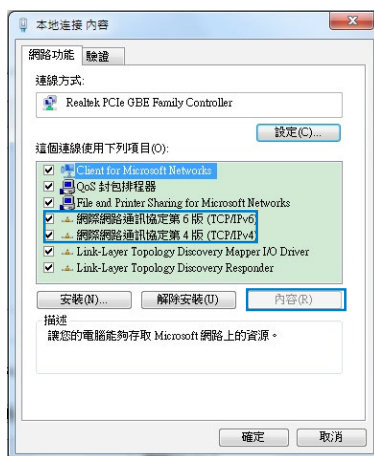 本地連接 內容
網路功能 驗證
連線方式:
Realtek PCIe GBE Family Controller
設定(C)...
這個連線使用下列項目(O):
Client for Microsoft Networks
QoS 封包排程器
File and Printer Sharing for Microsoft Networks
網際網路通訊協定第 6 版 (TCP/IPv6)
網際網路通訊協定第 4 版 (TCP/IPv4)
Link-Layer Topology Discovery Mapper I/O Driver
Link-Layer Topology Discovery Responder
安裝(N)... 解除安裝(U) 內容(R)
描述
讓您的電腦能夠存取 Microsoft 網路上的資源。
確定 取消